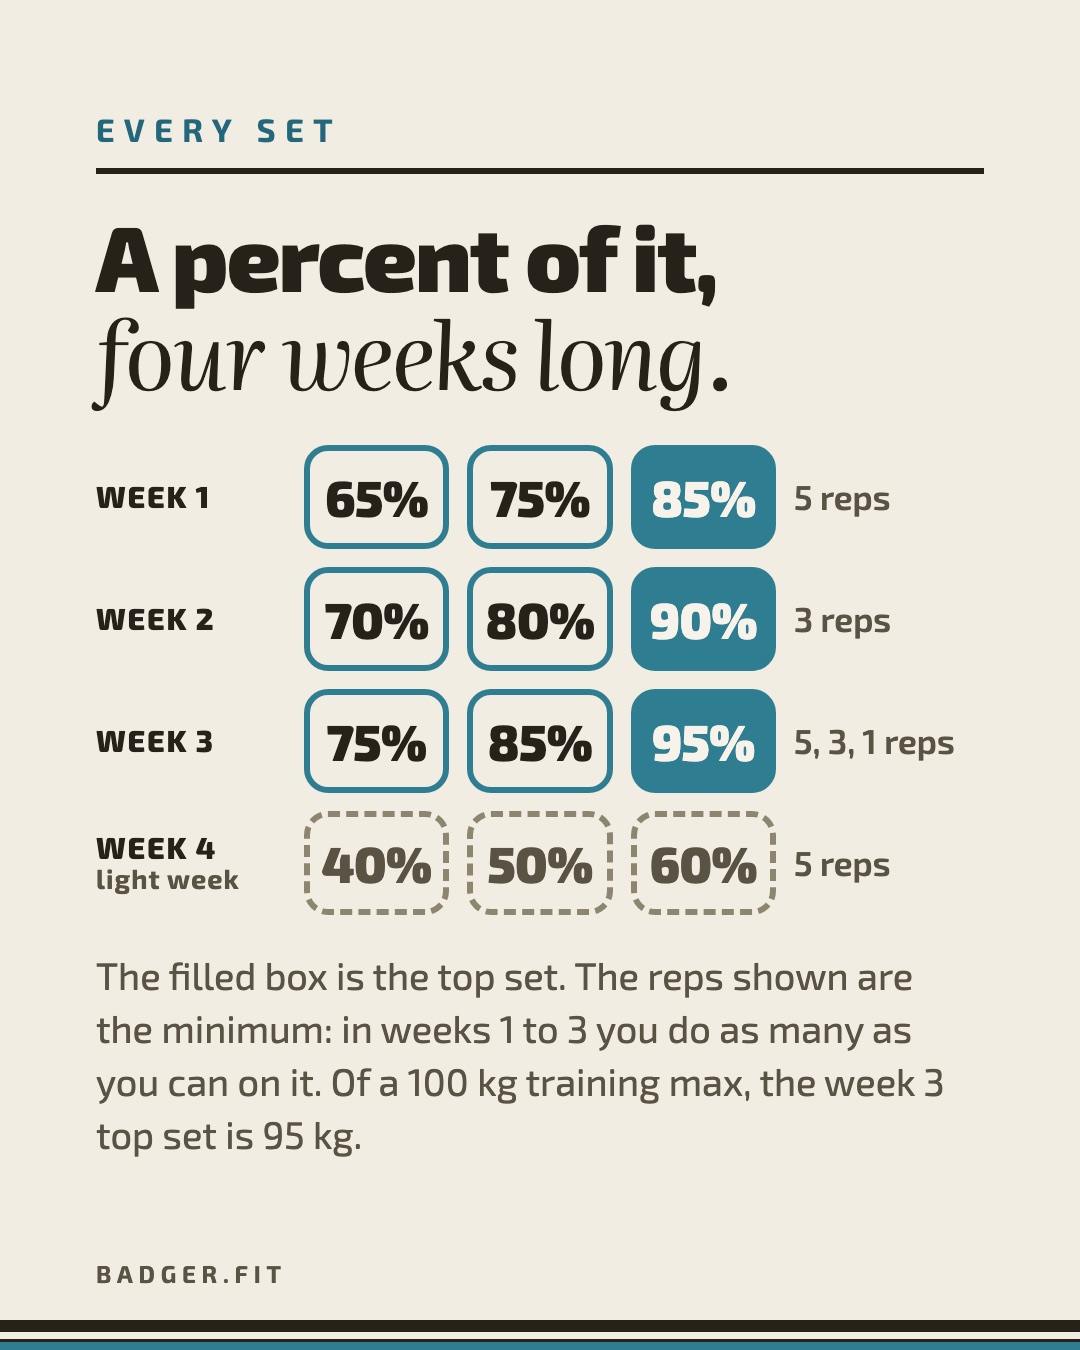 EVERY SET
A percent of it,
four weeks long.
WEEK 1 65% 75% 85% 5 reps
WEEK 2 70% 80% 90% 3 reps
WEEK 3 75% 85% 95% 5, 3, 1 reps
WEEK 4 40% 50% 60% 5 reps
light week
The filled box is the top set. The reps shown are
the minimum: in weeks 1 to 3 you do as many as
you can on it. Of a 100 kg training max, the week 3
top set is 95 kg.
BADGER.FIT